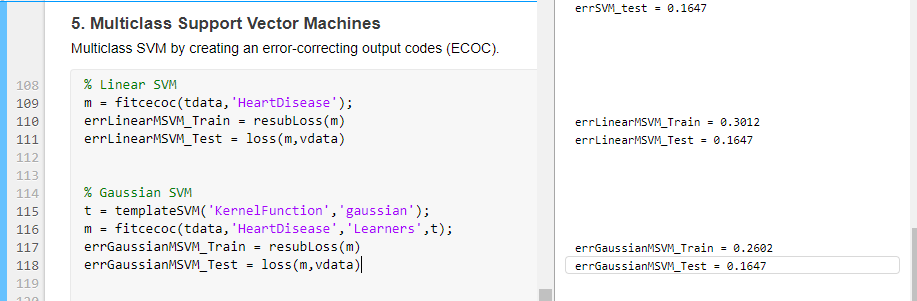 5. Multiclass Support Vector Machines
Multiclass SVM by creating an error-correcting output codes (ECOC).
108 % Linear SVM
109 m = fitcecoc(tdata,'HeartDisease');
110 errLinearMSVM_Train = resubLoss(m)
111 errLinearMSVM_Test = loss(m,vdata)
112
113
114 % Gaussian SVM
115 t = templateSVM('KernelFunction','gaussian');
116 m = fitcecoc(tdata,'HeartDisease','Learners',t);
117 errGaussianMSVM_Train = resubLoss(m)
118 errGaussianMSVM_Test = loss(m,vdata)
119
errSVM_test = 0.1647
errLinearMSVM_Train = 0.3012
errLinearMSVM_Test = 0.1647
errGaussianMSVM_Train = 0.2602
errGaussianMSVM_Test = 0.1647